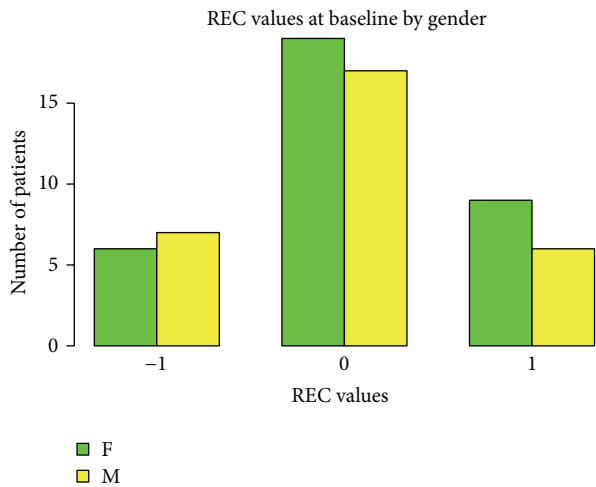 REC values at baseline by gender
15
10
5
0
Number of patients
−1 0 1
REC values
F
M